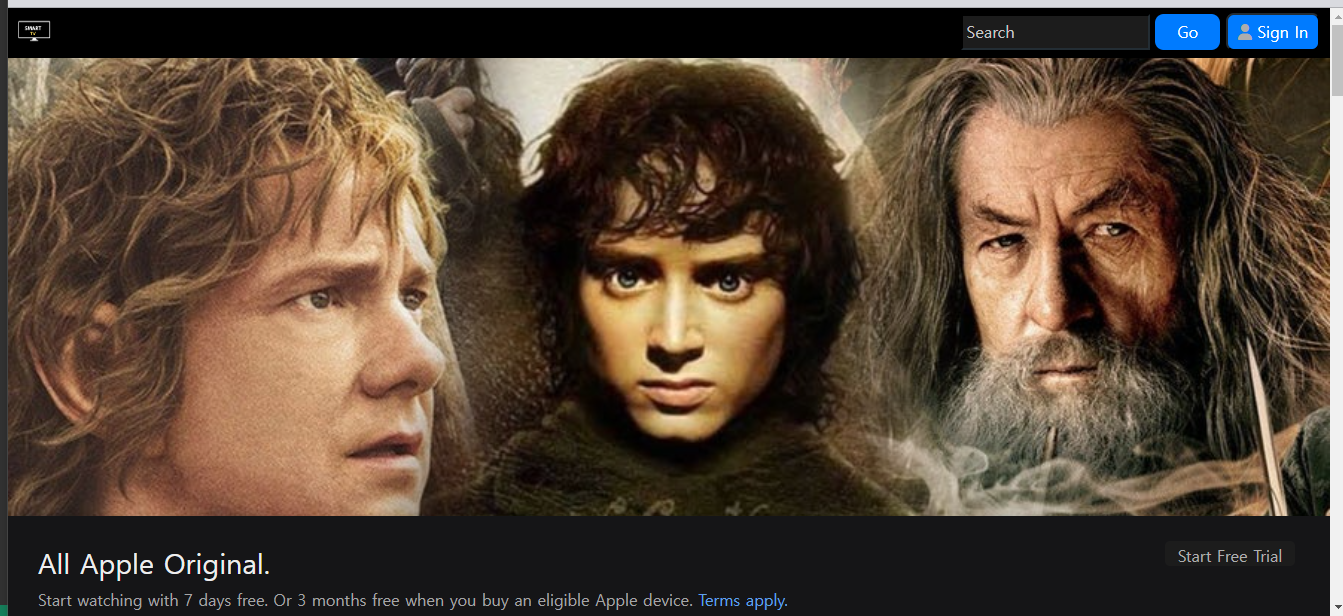 SMART
TV
Search
Go
Sign In
All Apple Original.
Start Free Trial
Start watching with 7 days free. Or 3 months free when you buy an eligible Apple device. Terms apply.